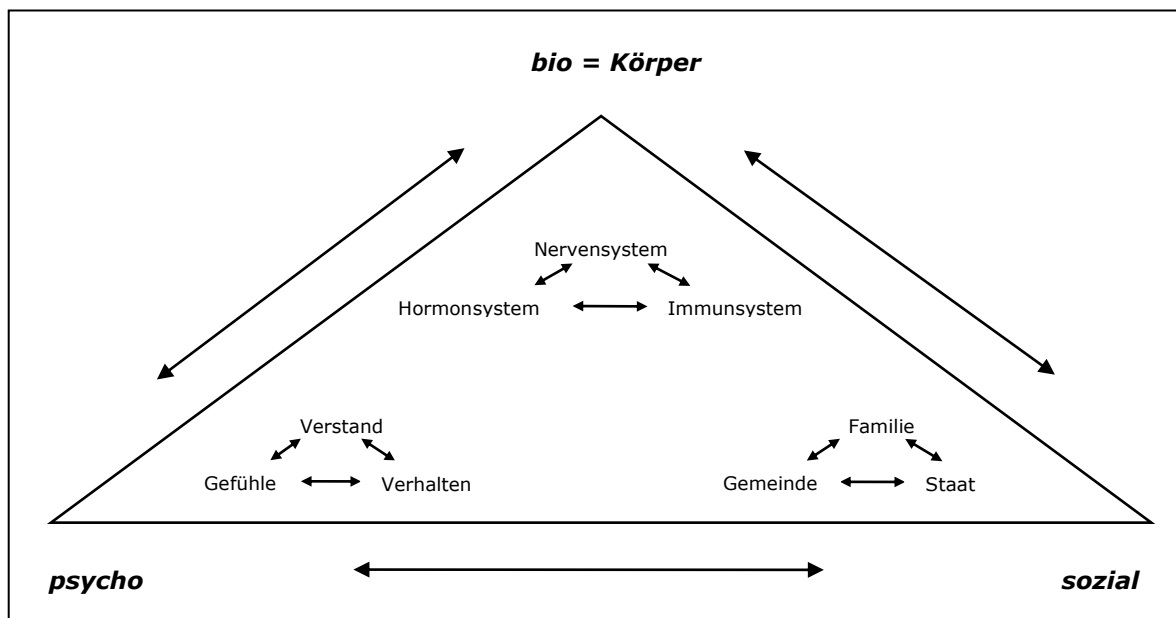 bio = Körper
Nervensystem
Hormonsystem Immunsystem
Verstand Familie
Gefühle Verhalten Gemeinde Staat
psycho sozial